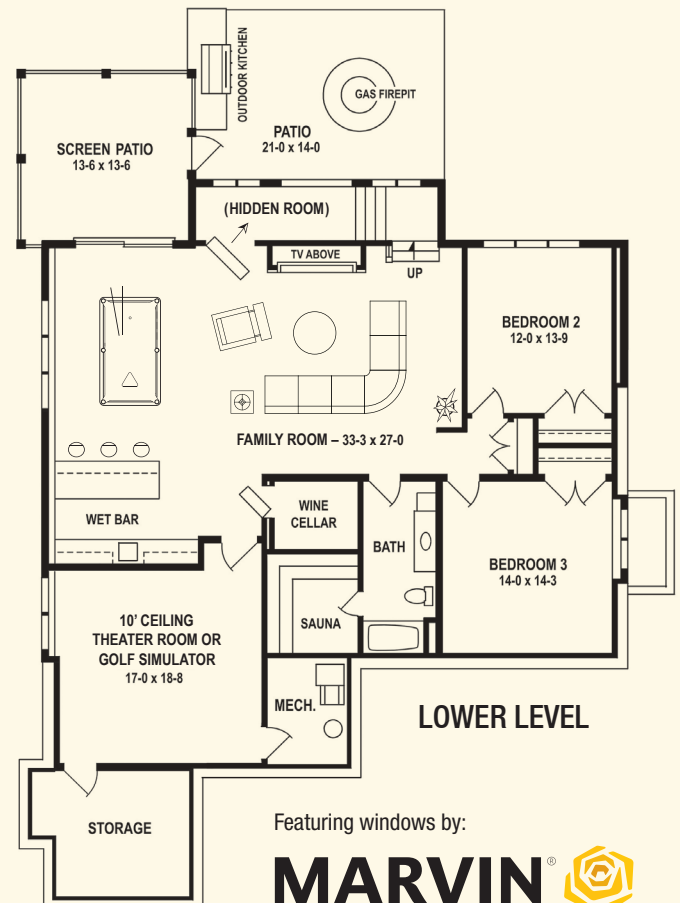 OUTDOOR KITCHEN
GAS FIREPIT
PATIO
21-0 x 14-0
SCREEN PATIO
13-6 x 13-6
(HIDDEN ROOM)
TV ABOVE
UP
BEDROOM 2
12-0 x 13-9
FAMILY ROOM – 33-3 x 27-0
WET BAR
WINE
CELLAR
BATH
BEDROOM 3
14-0 x 14-3
10’ CEILING
THEATER ROOM OR
GOLF SIMULATOR
17-0 x 18-8
SAUNA
MECH.
LOWER LEVEL
STORAGE
Featuring windows by:
MARVIN®